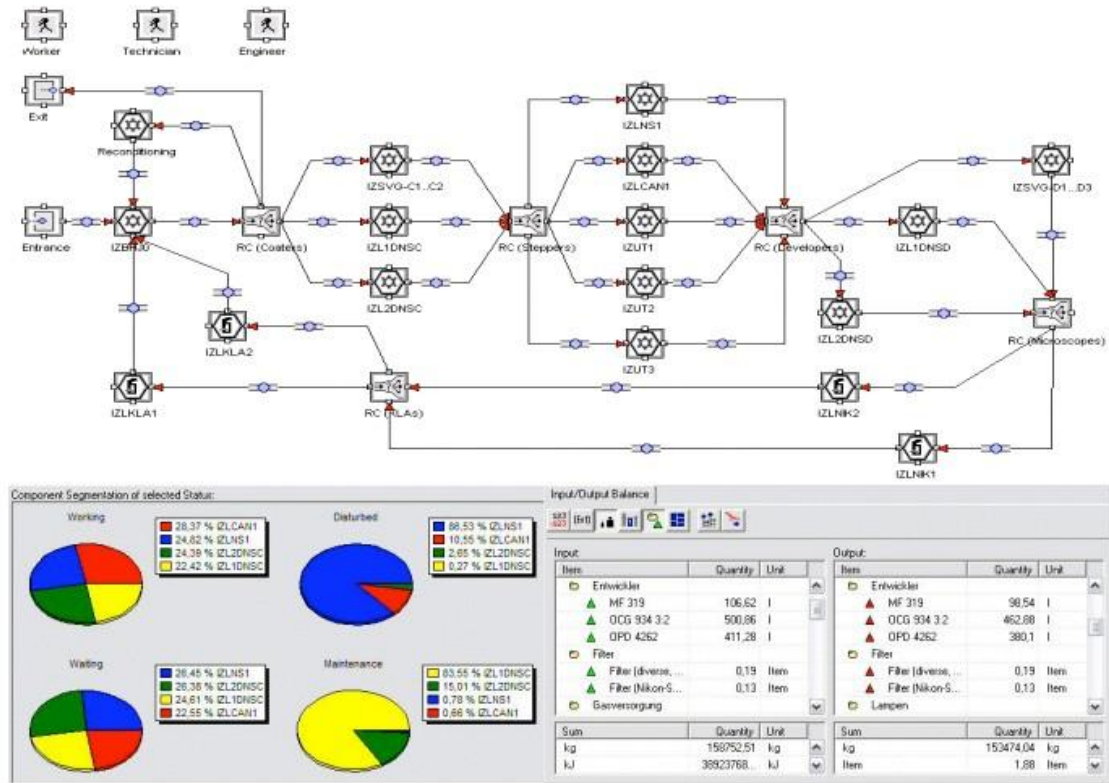 Worker
Technician
Engineer
Exit
Reconditioning
Entrance
RC (Coaters)
IZSVG-C1..C2
IZL1DNSC
IZL2DNSC
RC (Steppers)
IZLNS1
IZLCAN1
IZUT1
IZUT2
IZUT3
RC (Developers)
IZSVG-D1...D3
IZL1DNSD
IZL2DNSD
RC (Microscopes)
IZLKLA2
IZLKLA1
RC (KLAs)
IZLNIK2
IZLNIK1
Component Segmentation of selected Status:
Working
28,37 % IZLCAN1
24,82 % IZLNS1
24,39 % IZL2DNSC
22,42 % IZL1DNSC
Disturbed
86,53 % IZLNS1
10,55 % IZLCAN1
2,65 % IZL2DNSC
0,27 % IZL1DNSC
Waiting
26,45 % IZLNS1
26,38 % IZL2DNSC
24,61 % IZL1DNSC
22,55 % IZLCAN1
Maintenance
83,55 % IZL1DNSC
15,01 % IZL2DNSC
0,78 % IZLNS1
0,66 % IZLCAN1
Input/Output Balance
Input:
Item Quantity Unit
Entwickler
MF 319 106,62 l
OCG 934 3:2 500,86 l
OPD 4262 411,28 l
Filter
Filter (diverse, ... 0,19 Item
Filter (Nikon-S... 0,13 Item
Gasversorgung
Sum Quantity Unit
kg 158752,51 kg
kJ 38923768... kJ
Output:
Item Quantity Unit
Entwickler
MF 319 98,54 l
OCG 934 3:2 462,88 l
OPD 4262 380,1 l
Filter
Filter (diverse, ... 0,19 Item
Filter (Nikon-S... 0,13 Item
Lampen
Sum Quantity Unit
kg 153474,04 kg
Item 1,88 Item